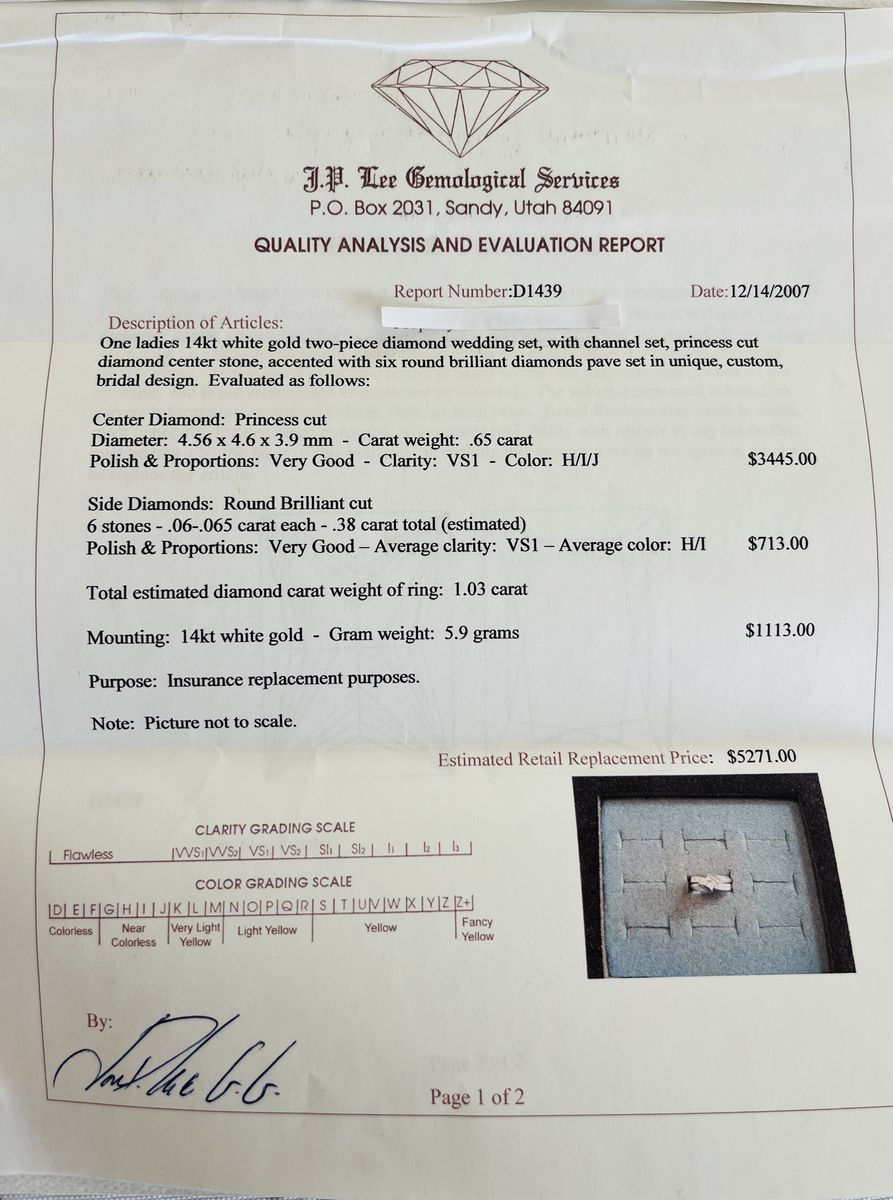 J.P. Lee Gemological Services
P.O. Box 2031, Sandy, Utah 84091
QUALITY ANALYSIS AND EVALUATION REPORT
Report Number:D1439 Date:12/14/2007
Description of Articles:
One ladies 14kt white gold two-piece diamond wedding set, with channel set, princess cut
diamond center stone, accented with six round brilliant diamonds pave set in unique, custom,
bridal design. Evaluated as follows:
Center Diamond: Princess cut
Diameter: 4.56 x 4.6 x 3.9 mm - Carat weight: .65 carat
Polish & Proportions: Very Good - Clarity: VS1 - Color: H/I/J $3445.00
Side Diamonds: Round Brilliant cut
6 stones - .06-.065 carat each - .38 carat total (estimated)
Polish & Proportions: Very Good – Average clarity: VS1 – Average color: H/I $713.00
Total estimated diamond carat weight of ring: 1.03 carat
Mounting: 14kt white gold - Gram weight: 5.9 grams $1113.00
Purpose: Insurance replacement purposes.
Note: Picture not to scale.
Estimated Retail Replacement Price: $5271.00
CLARITY GRADING SCALE
Flawless |VVS1|VVS2| VS1| VS2 | SI1 | SI2 | I1 | I2 | I3 |
COLOR GRADING SCALE
|D|E|F|G|H|I|J|K|L|M|N|O|P|Q|R|S|T|U|V|W|X|Y|Z|Z+|
Colorless Near Colorless Very Light Yellow Light Yellow Yellow Fancy Yellow
By:
Page 1 of 2